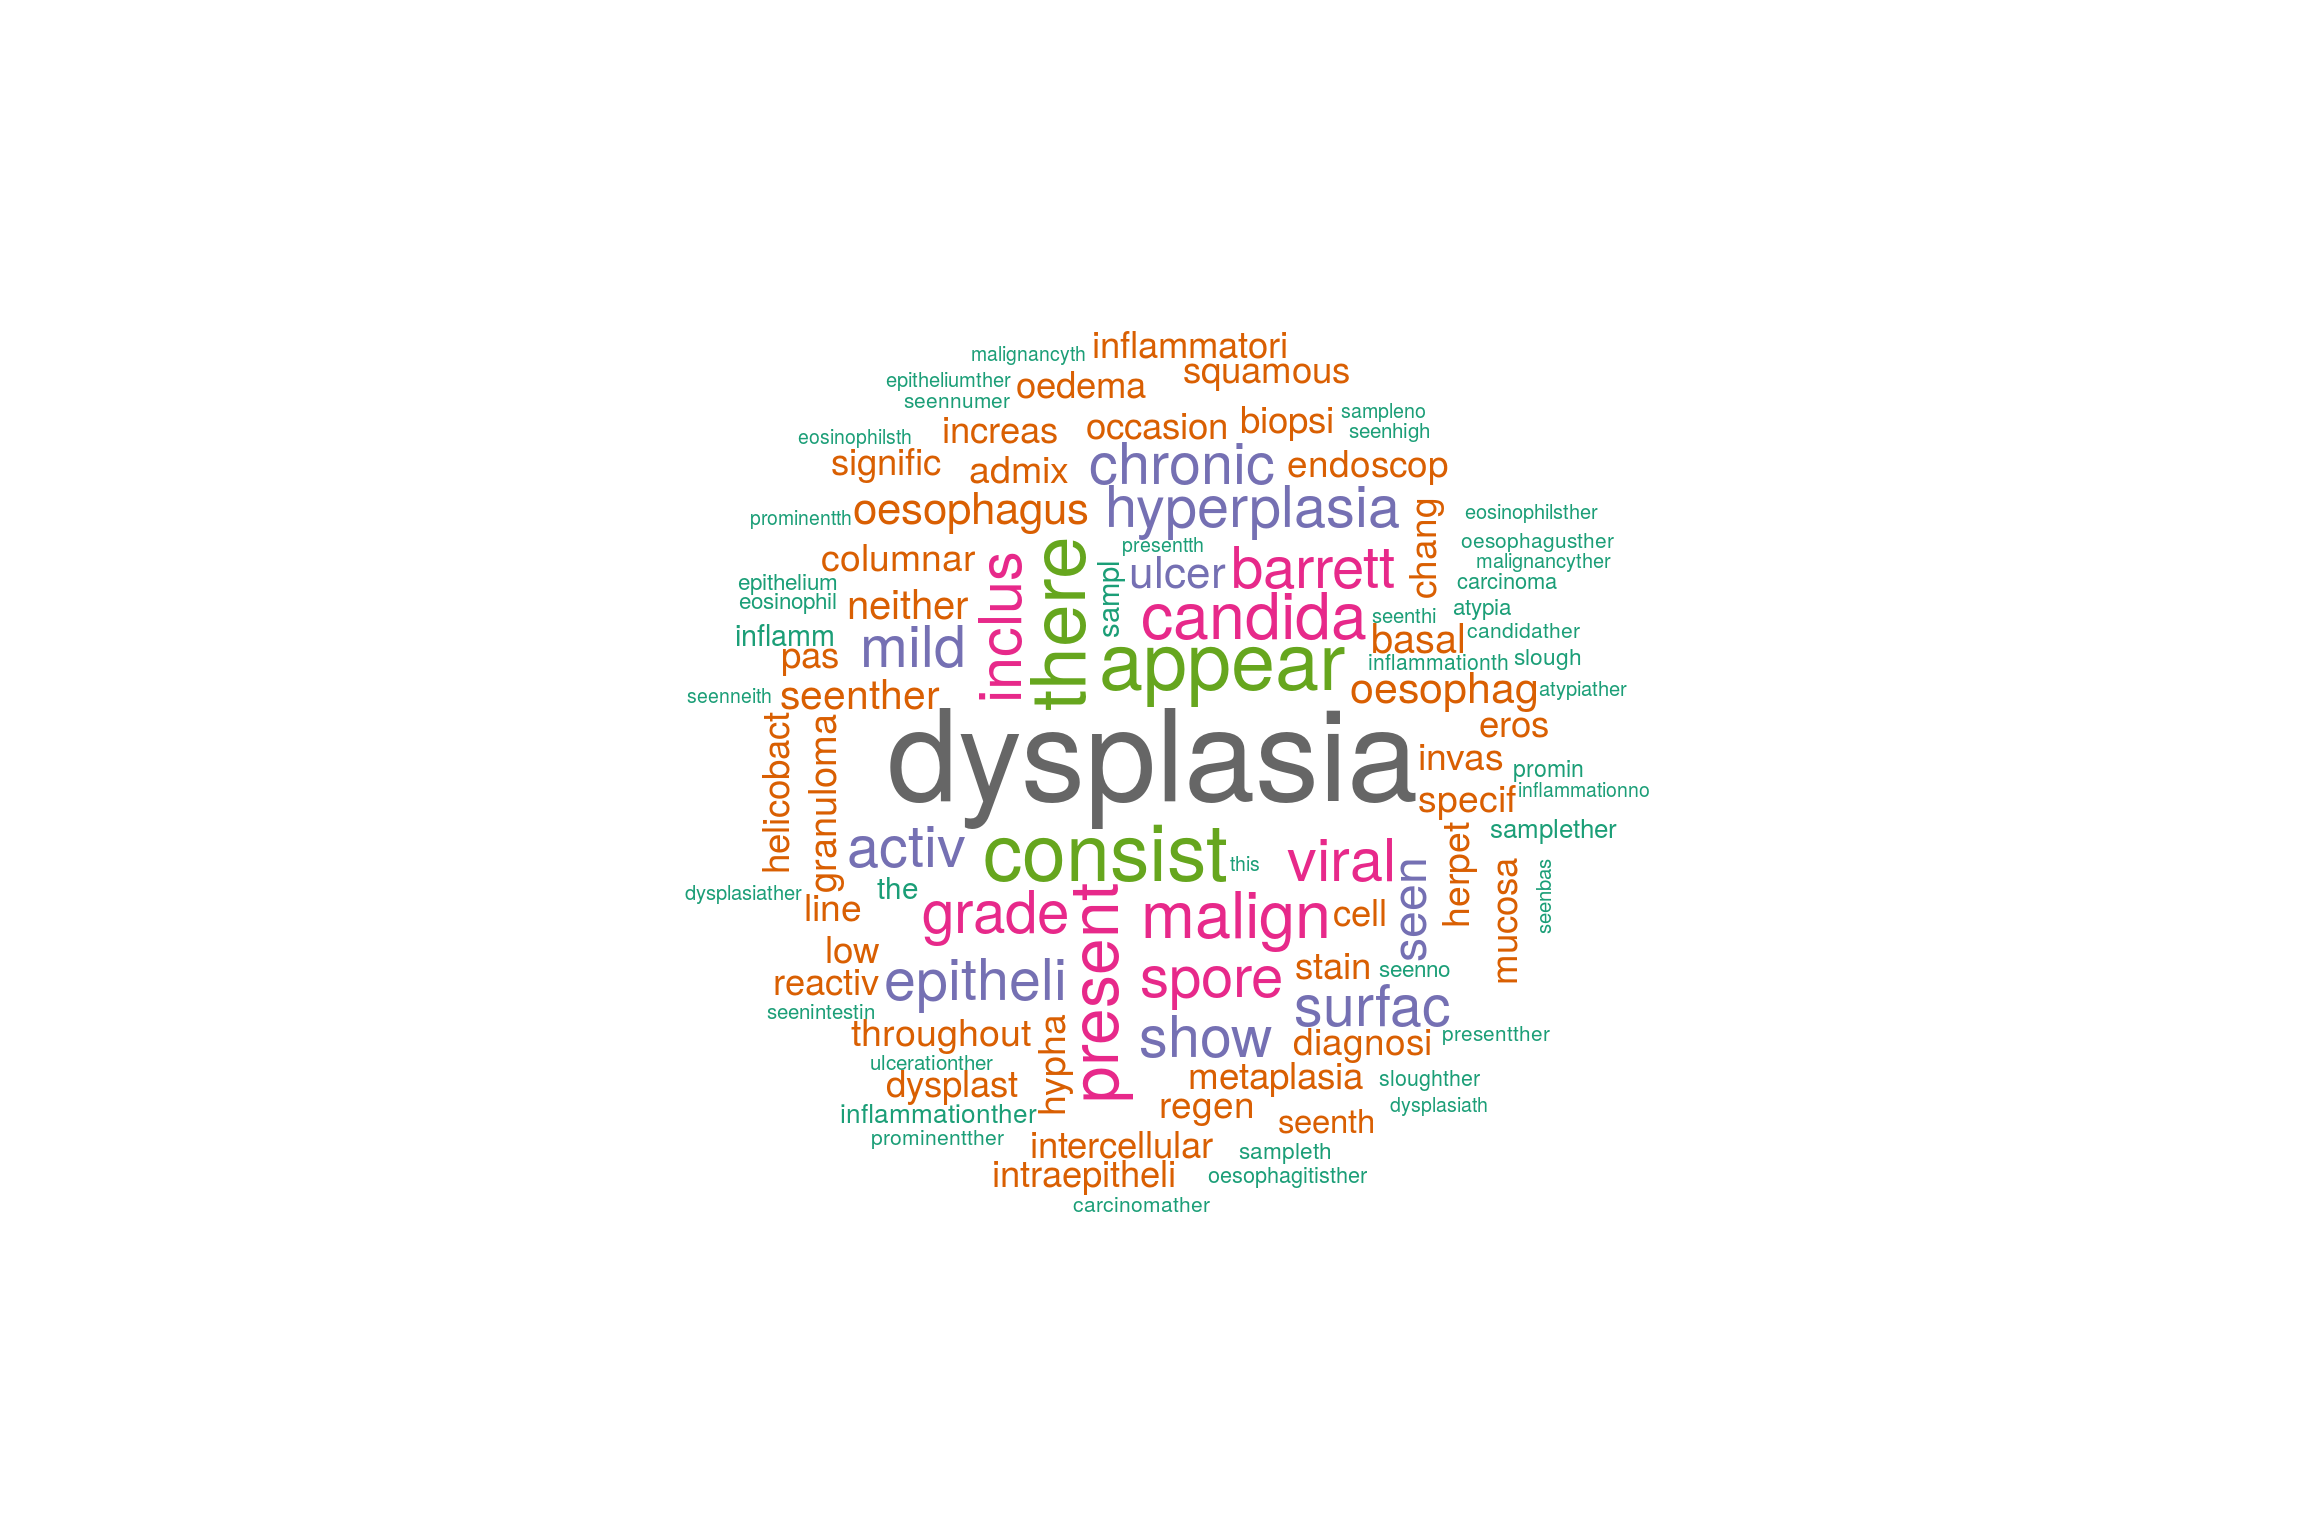 inflammatori
malignancyth
squamous
epitheliumther
oedema
seennumer
sampleno
biopsi
occasion
increas
seenhigh
eosinophilsth
signific
admix
chronic
endoscop
oesophagus
hyperplasia
prominentth
chang
eosinophilsther
oesophagusther
presentth
columnar
inclus
there
sampl
ulcer
barrett
malignancyther
carcinoma
epithelium
eosinophil
neither
candida
seenthi
atypia
inflamm
mild
basal
candidather
pas
appear
inflammationth
slough
seenneith
seenther
oesophag
atypiather
helicobact
granuloma
dysplasia
eros
invas
promin
inflammationno
specif
samplether
activ
consist
this
viral
seen
herpet
mucosa
seenbas
dysplasiather
the
line
grade
present
malign
cell
low
reactiv
epitheli
spore
stain
seenno
seenintestin
surfac
throughout
hypha
show
diagnosi
presentther
ulcerationther
dysplast
metaplasia
sloughther
inflammationther
regen
dysplasiath
prominentther
seenth
intercellular
sampleth
intraepitheli
oesophagitisther
carcinomather